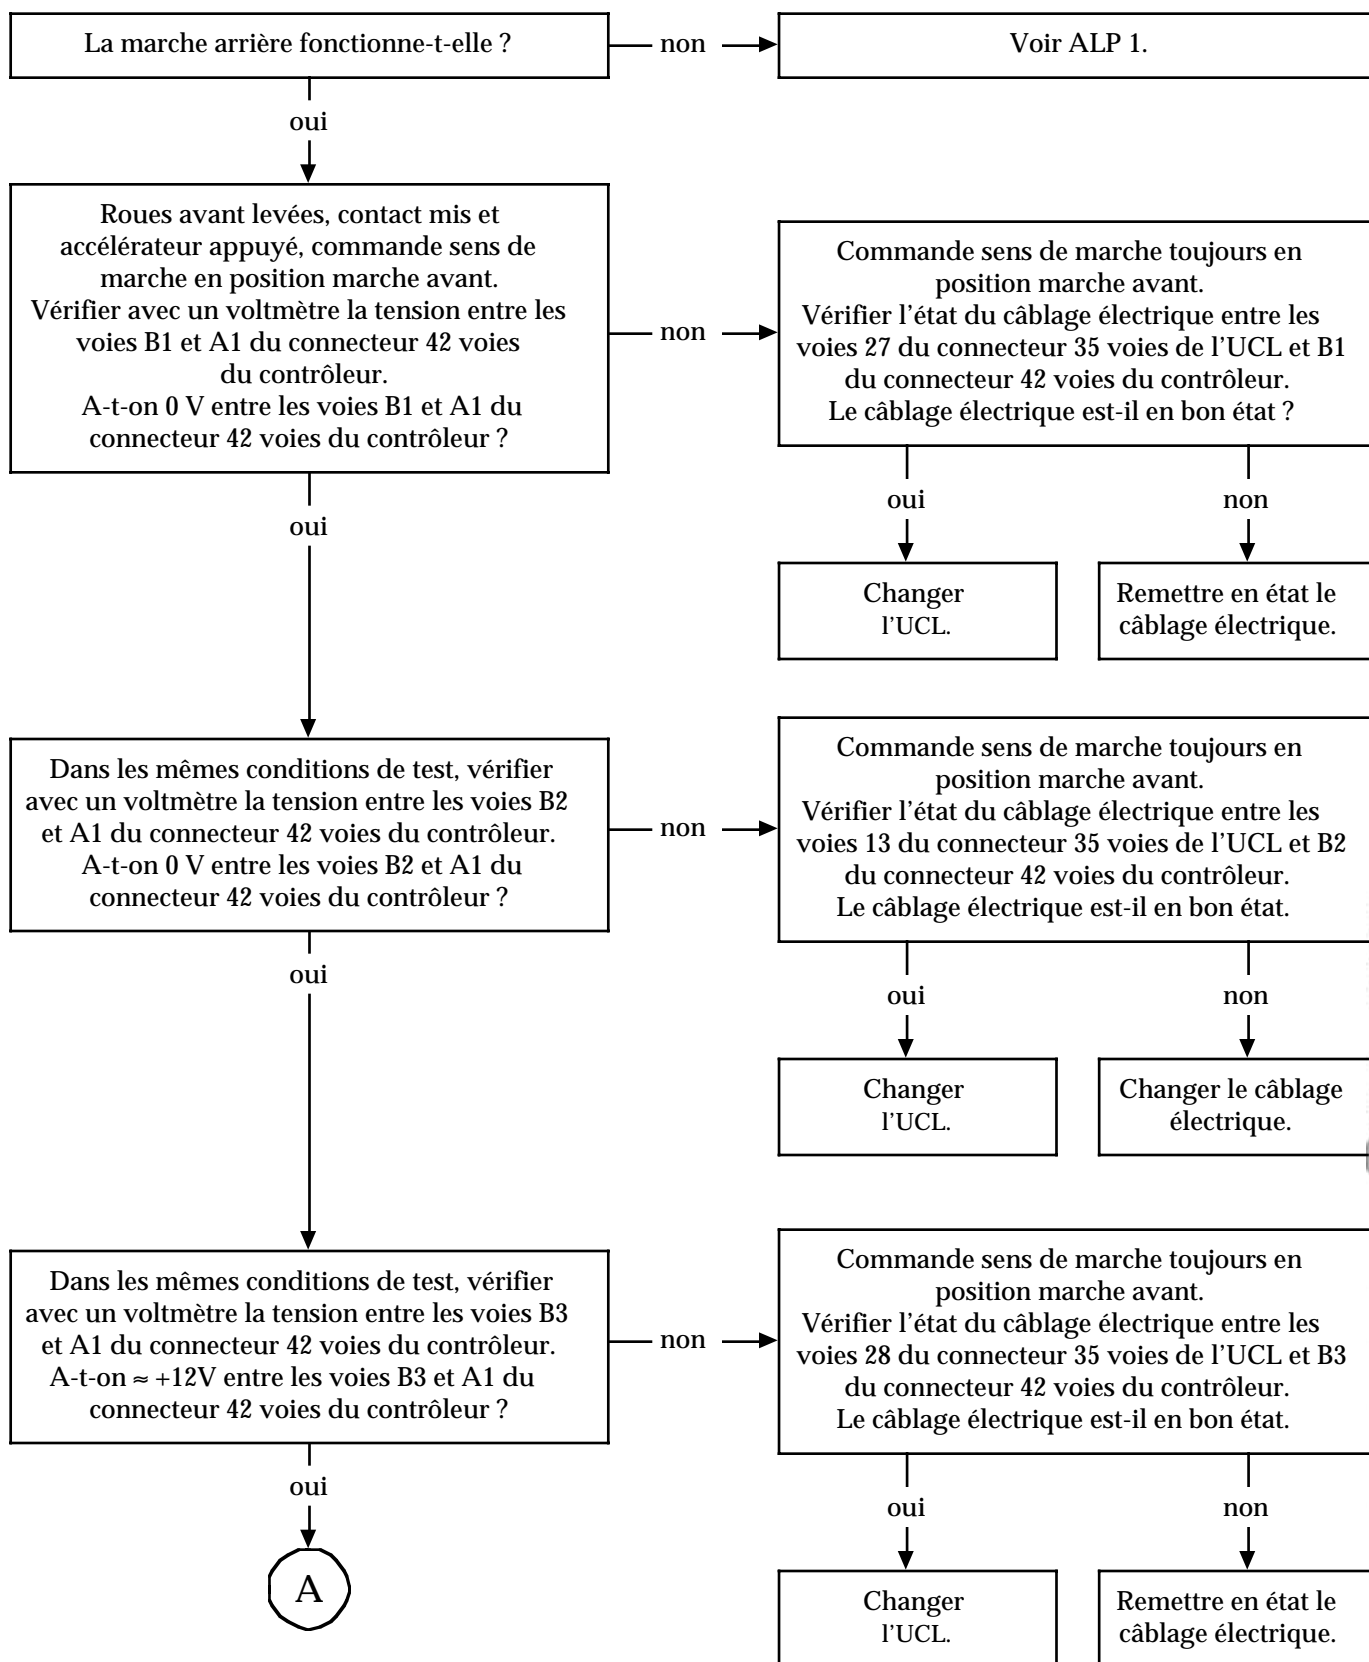 La marche arrière fonctionne-t-elle ?
non
Voir ALP 1.
oui
Roues avant levées, contact mis et
accélérateur appuyé, commande sens de
marche en position marche avant.
Vérifier avec un voltmètre la tension entre les
voies B1 et A1 du connecteur 42 voies
du contrôleur.
A-t-on 0 V entre les voies B1 et A1 du
connecteur 42 voies du contrôleur ?
non
Commande sens de marche toujours en
position marche avant.
Vérifier l'état du câblage électrique entre les
voies 27 du connecteur 35 voies de l'UCL et B1
du connecteur 42 voies du contrôleur.
Le câblage électrique est-il en bon état ?
oui
non
Changer
l'UCL.
Remettre en état le
câblage électrique.
oui
Dans les mêmes conditions de test, vérifier
avec un voltmètre la tension entre les voies B2
et A1 du connecteur 42 voies du contrôleur.
A-t-on 0 V entre les voies B2 et A1 du
connecteur 42 voies du contrôleur ?
non
Commande sens de marche toujours en
position marche avant.
Vérifier l'état du câblage électrique entre les
voies 13 du connecteur 35 voies de l'UCL et B2
du connecteur 42 voies du contrôleur.
Le câblage électrique est-il en bon état.
oui
non
Changer
l'UCL.
Changer le câblage
électrique.
oui
Dans les mêmes conditions de test, vérifier
avec un voltmètre la tension entre les voies B3
et A1 du connecteur 42 voies du contrôleur.
A-t-on ≈ +12V entre les voies B3 et A1 du
connecteur 42 voies du contrôleur ?
non
Commande sens de marche toujours en
position marche avant.
Vérifier l'état du câblage électrique entre les
voies 28 du connecteur 35 voies de l'UCL et B3
du connecteur 42 voies du contrôleur.
Le câblage électrique est-il en bon état.
oui
non
Changer
l'UCL.
Remettre en état le
câblage électrique.
oui
A